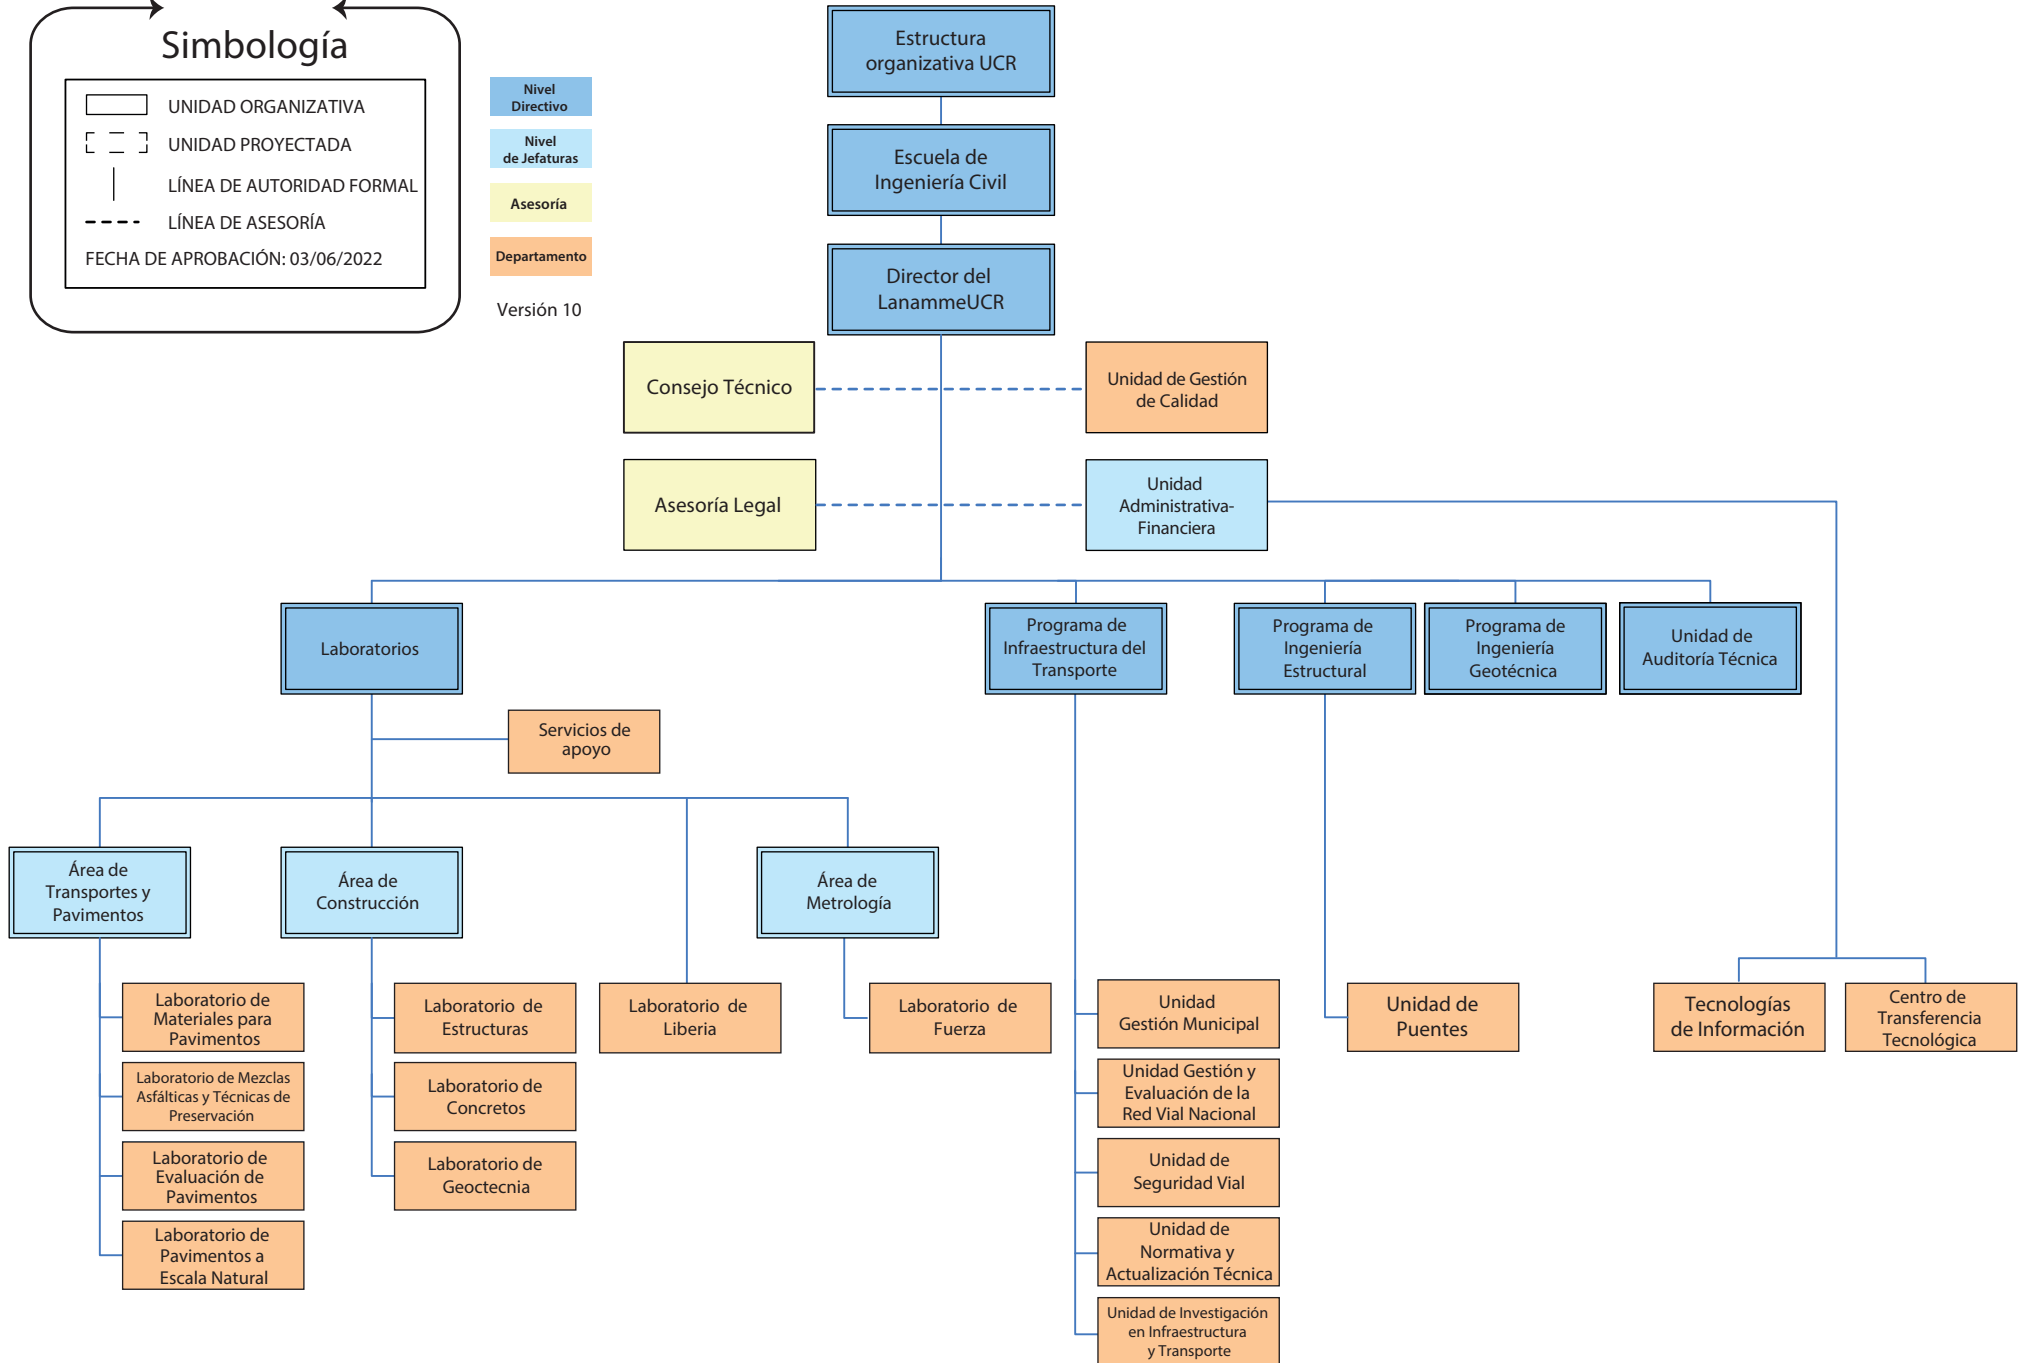 Simbología
UNIDAD ORGANIZATIVA
UNIDAD PROYECTADA
LÍNEA DE AUTORIDAD FORMAL
LÍNEA DE ASESORÍA
FECHA DE APROBACIÓN: 03/06/2022
Nivel
Directivo
Nivel
de Jefaturas
Asesoría
Departamento
Versión 10
Estructura
organizativa UCR
Escuela de
Ingeniería Civil
Director del
LanammeUCR
Consejo Técnico
Unidad de Gestión
de Calidad
Asesoría Legal
Unidad
Administrativa-
Financiera
Laboratorios
Programa de
Infraestructura del
Transporte
Programa de
Ingeniería
Estructural
Programa de
Ingeniería
Geotécnica
Unidad de
Auditoría Técnica
Servicios de
apoyo
Área de
Transportes y
Pavimentos
Área de
Construcción
Área de
Metrología
Laboratorio de
Materiales para
Pavimentos
Laboratorio de Mezclas
Asfálticas y Técnicas de
Preservación
Laboratorio de
Evaluación de
Pavimentos
Laboratorio de
Pavimentos a
Escala Natural
Laboratorio de
Estructuras
Laboratorio de
Concretos
Laboratorio de
Geoctecnia
Laboratorio de
Liberia
Laboratorio de
Fuerza
Unidad
Gestión Municipal
Unidad Gestión y
Evaluación de la
Red Vial Nacional
Unidad de
Seguridad Vial
Unidad de
Normativa y
Actualización Técnica
Unidad de Investigación
en Infraestructura
y Transporte
Unidad de
Puentes
Tecnologías
de Información
Centro de
Transferencia
Tecnológica